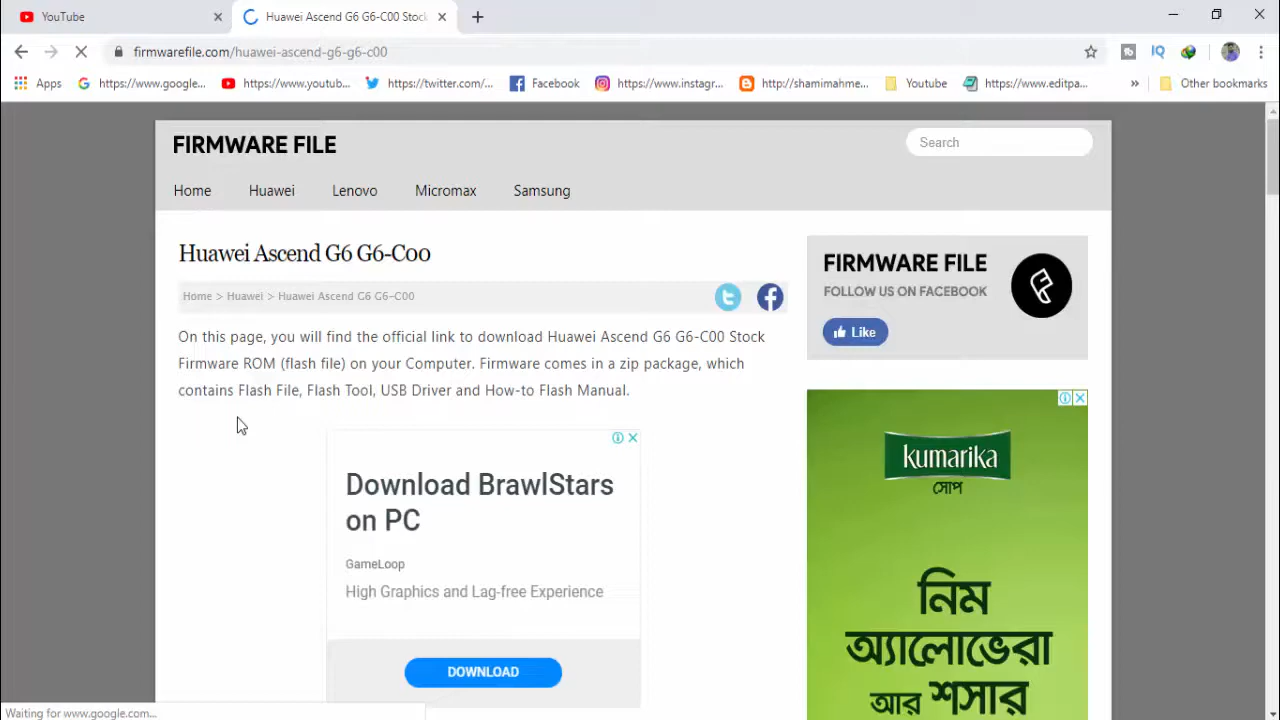 YouTube
Huawei Ascend G6 G6-C00 Stock
firmwarefile.com/huawei-ascend-g6-g6-c00
IQ
Apps
https://www.google...
https://www.youtub...
https://twitter.com/...
Facebook
https://www.instagr...
http://shamimahme...
Youtube
https://www.editpa...
»
Other bookmarks
FIRMWARE FILE
Search
Home
Huawei
Lenovo
Micromax
Samsung
Huawei Ascend G6 G6-C00
Home > Huawei > Huawei Ascend G6 G6-C00
On this page, you will find the official link to download Huawei Ascend G6 G6-C00 Stock
Firmware ROM (flash file) on your Computer. Firmware comes in a zip package, which
contains Flash File, Flash Tool, USB Driver and How-to Flash Manual.
Download BrawlStars
on PC
GameLoop
High Graphics and Lag-free Experience
DOWNLOAD
FIRMWARE FILE
FOLLOW US ON FACEBOOK
Like
kumarika
সোপ
নিম
অ্যালোভেরা
আর শসার
Waiting for www.google.com...